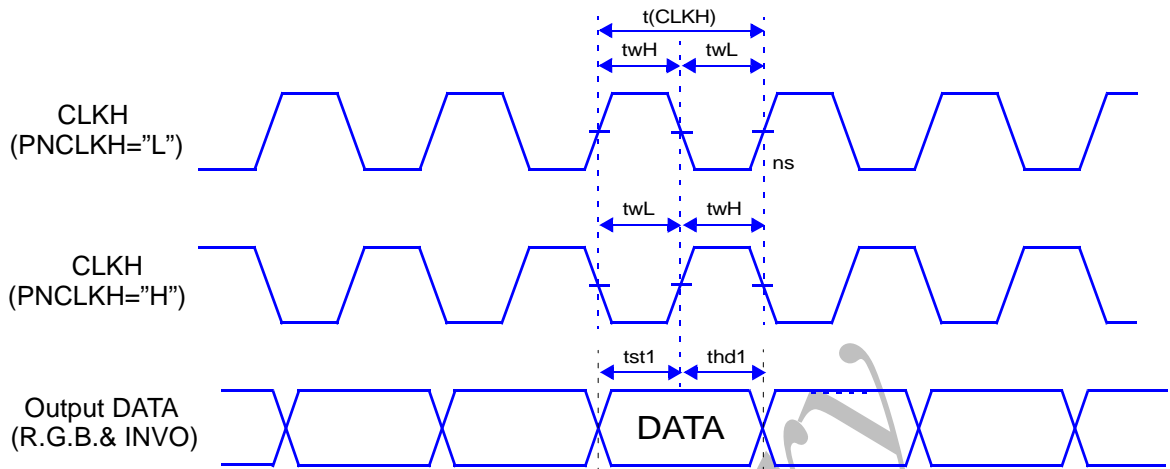 t(CLKH)
twH twL
CLKH
(PNCLKH=”L”)
ns
twL twH
CLKH
(PNCLKH=”H”)
tst1 thd1
Output DATA
(R.G.B.& INVO)
DATA